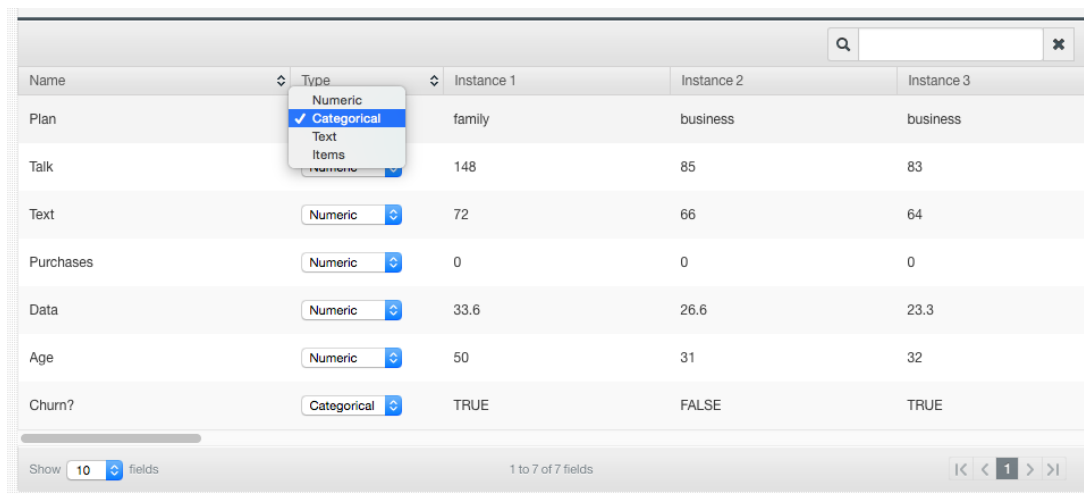 Name Type Instance 1 Instance 2 Instance 3
Numeric
Plan ✓ Categorical family business business
Text
Items
Talk Numeric 148 85 83
Text Numeric 72 66 64
Purchases Numeric 0 0 0
Data Numeric 33.6 26.6 23.3
Age Numeric 50 31 32
Churn? Categorical TRUE FALSE TRUE
Show 10 fields 1 to 7 of 7 fields |< < 1 > >|